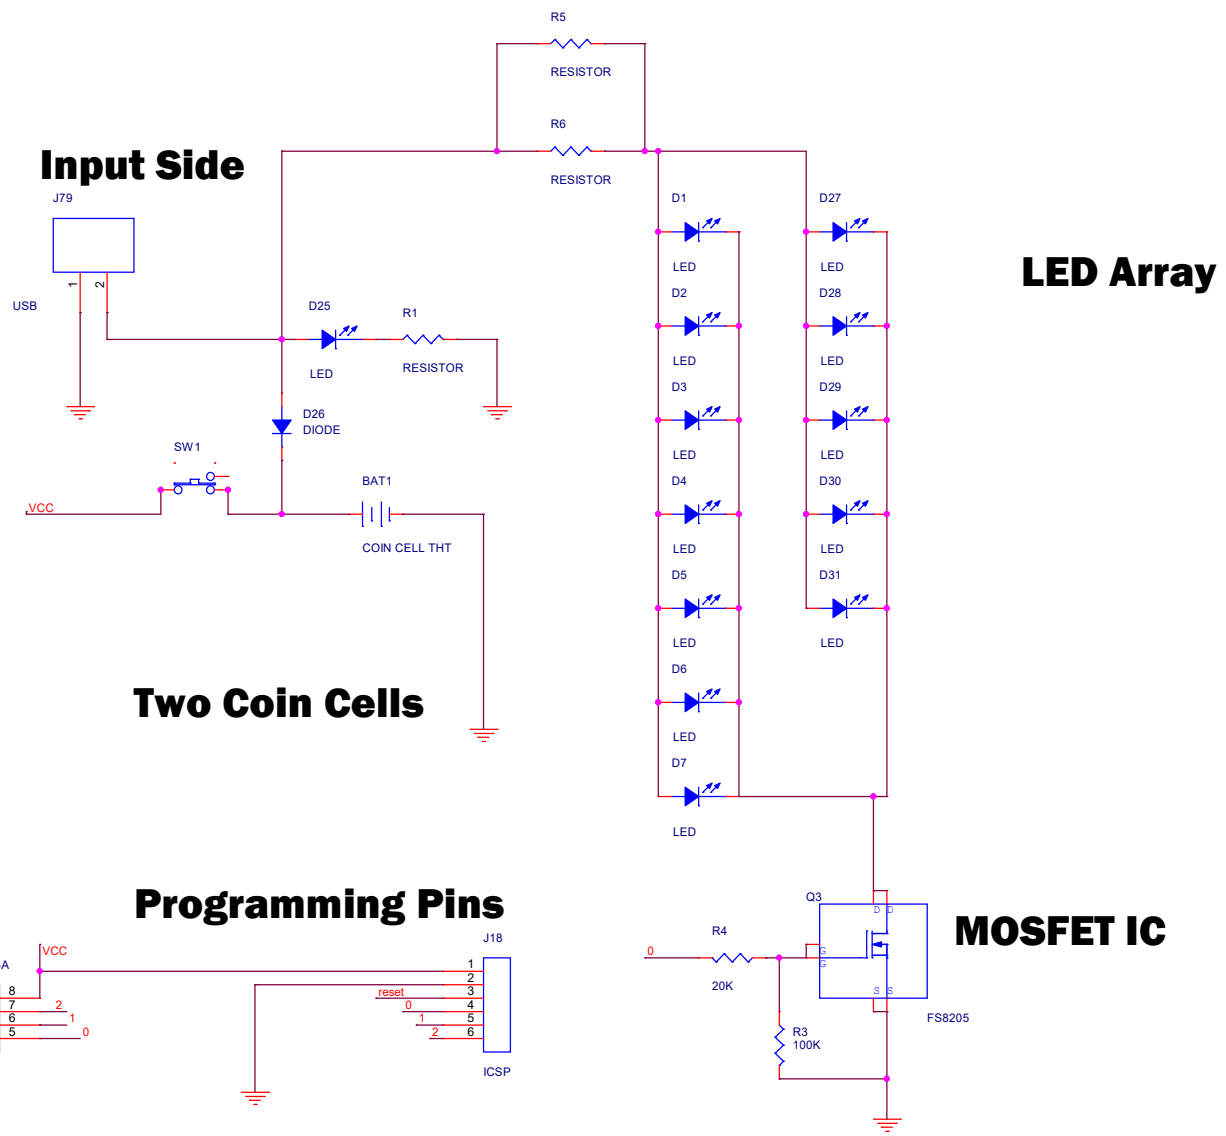 R5
RESISTOR
R6
RESISTOR
Input Side
J79
1
2
USB
D25
LED
R1
RESISTOR
D26
DIODE
SW1
VCC
BAT1
COIN CELL THT
Two Coin Cells
D1
LED
D2
LED
D3
LED
D4
LED
D5
LED
D6
LED
D7
LED
D27
LED
D28
LED
D29
LED
D30
LED
D31
LED
LED Array
Programming Pins
VCC
A
8
7
2
6
1
5
0
J18
1
2
reset
3
0
4
1
5
2
6
ICSP
MOSFET IC
Q3
D D
G
G
S S
FS8205
0
R4
20K
R3
100K